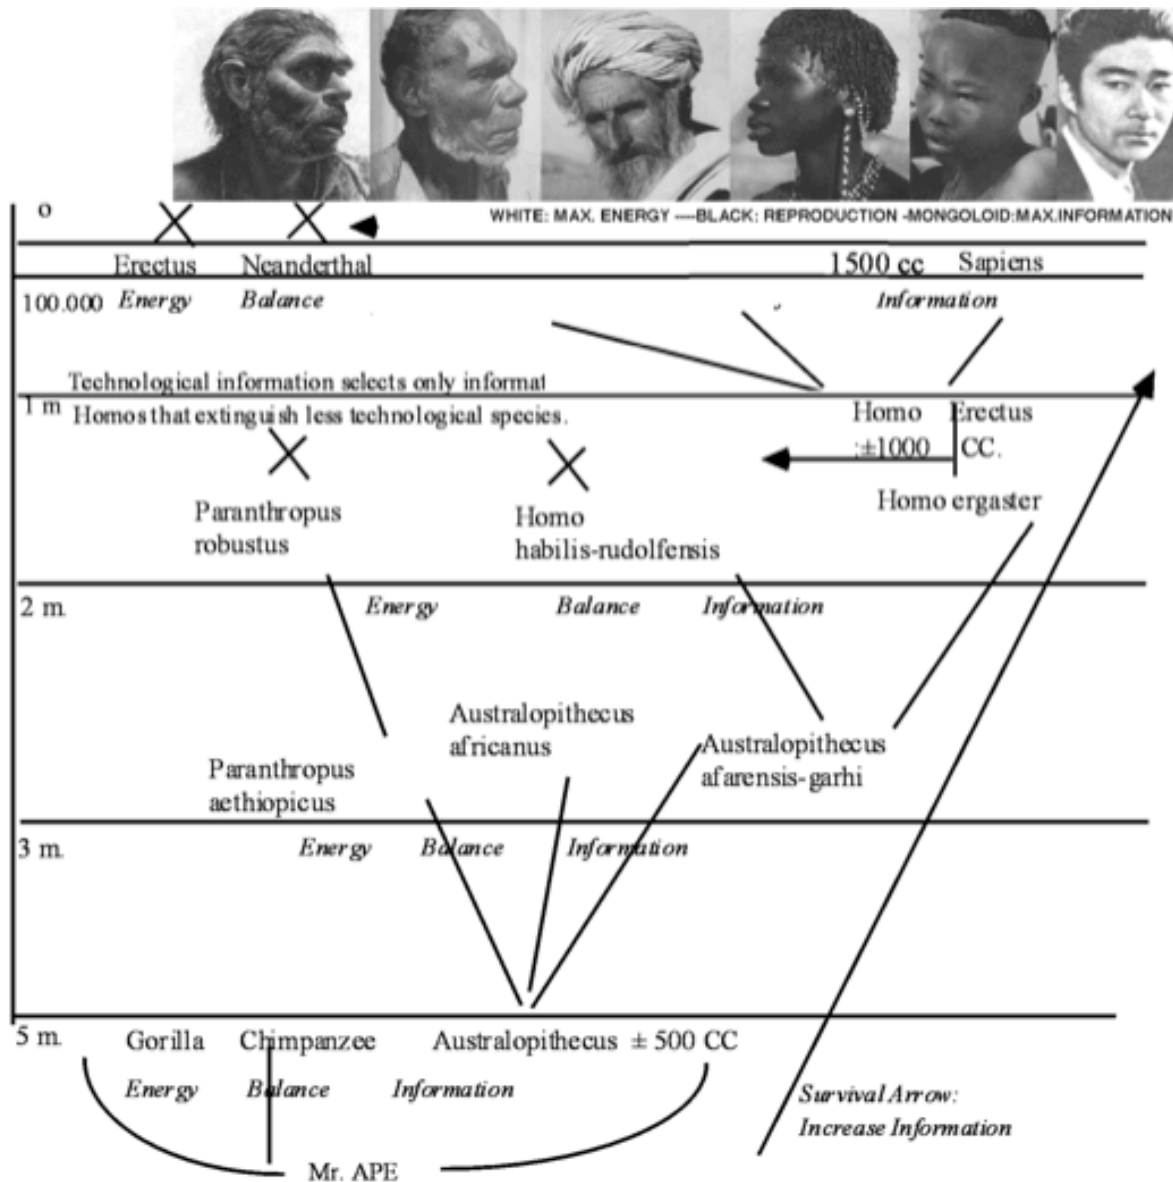 o
WHITE: MAX. ENERGY ----BLACK: REPRODUCTION -MONGOLOID:MAX.INFORMATION
Erectus Neanderthal 1500 cc Sapiens
100.000 Energy Balance Information
Technological information selects only informat
1 m Homos that extinguish less technological species.
Homo Erectus
:±1000 CC.
Homo ergaster
Paranthropus
robustus
Homo
habilis-rudolfensis
2 m. Energy Balance Information
Australopithecus
africanus
Australopithecus
afarensis-garhi
Paranthropus
aethiopicus
3 m. Energy Balance Information
5 m. Gorilla Chimpanzee Australopithecus ± 500 CC
Energy Balance Information
Survival Arrow:
Increase Information
Mr. APE